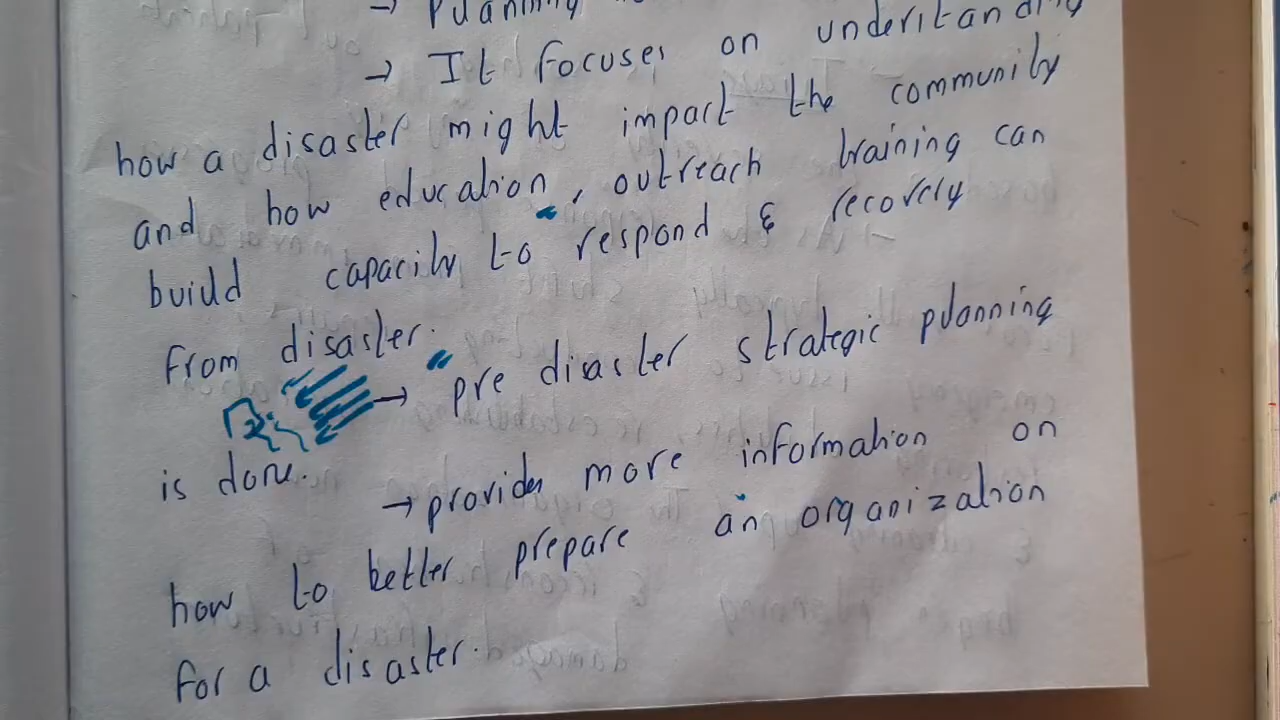 → Planning
→ It focuses on understanding
how a disaster might impact the community
and how education, outreach training can
build capacity to respond & recovery
from disaster.
→ pre disaster strategic planning
is done.
→ provides more information on
how to better prepare an organization
for a disaster.